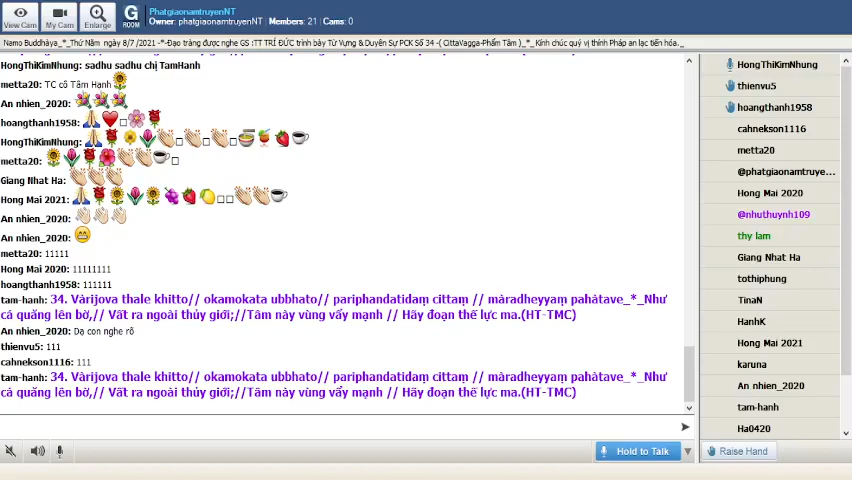 PhatgiaonamtruyenNT
Owner: phatgiaonamtruyenNT | Members: 21 | Cams: 0
View Cam
My Cam
Enlarge
G
ROOM
Namo Buddhàya_*_Thứ Năm ngày 8/7 /2021 -*-Đạo tràng được nghe GS :TT TRÍ ĐỨC trình bày Từ Vựng & Duyên Sự PCK Số 34 -( CittaVagga-Phẩm Tâm )_*_ Kính chúc quý vị thính Pháp an lạc tiến hóa._
HongThiKimNhung: sadhu sadhu chị TamHanh
metta20: TC cô Tâm Hạnh
An nhien_2020:
hoangthanh1958:
HongThiKimNhung:
metta20:
Giang Nhat Ha:
Hong Mai 2021:
An nhien_2020:
An nhien_2020:
metta20: 11111
Hong Mai 2020: 11111111
hoangthanh1958: 111111
tam-hanh: 34. Vàrijova thale khitto// okamokata ubbhato// pariphandatidaṃ cittaṃ // màradheyyaṃ pahàtave_*_Như
cá quăng lên bờ,// Vất ra ngoài thủy giới;//Tâm này vùng vẫy mạnh // Hãy đoạn thế lực ma.(HT-TMC)
An nhien_2020: Dạ con nghe rõ
thienvu5: 111
cahnekson1116: 111
tam-hanh: 34. Vàrijova thale khitto// okamokata ubbhato// pariphandatidaṃ cittaṃ // màradheyyaṃ pahàtave_*_Như
cá quăng lên bờ,// Vất ra ngoài thủy giới;//Tâm này vùng vẫy mạnh // Hãy đoạn thế lực ma.(HT-TMC)
Hold to Talk
HongThiKimNhung
thienvu5
hoangthanh1958
cahnekson1116
metta20
@phatgiaonamtruye...
Hong Mai 2020
@nhuthuynh109
thy lam
Giang Nhat Ha
tothiphung
TinaN
HanhK
Hong Mai 2021
karuna
An nhien_2020
tam-hanh
Ha0420
Raise Hand